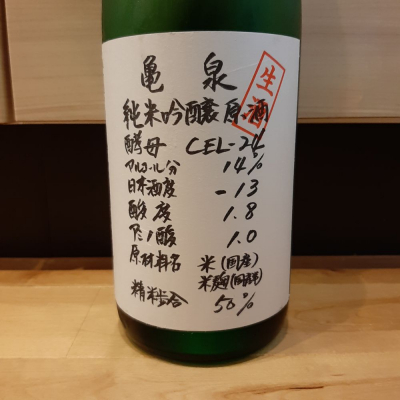 亀泉
生酒
純米吟醸原酒
酵母 CEL-24
アルコール分 14%
日本酒度 -13
酸度 1.8
アミノ酸 1.0
原材料名 米(国産)
米麹(国産米)
精米歩合 50%